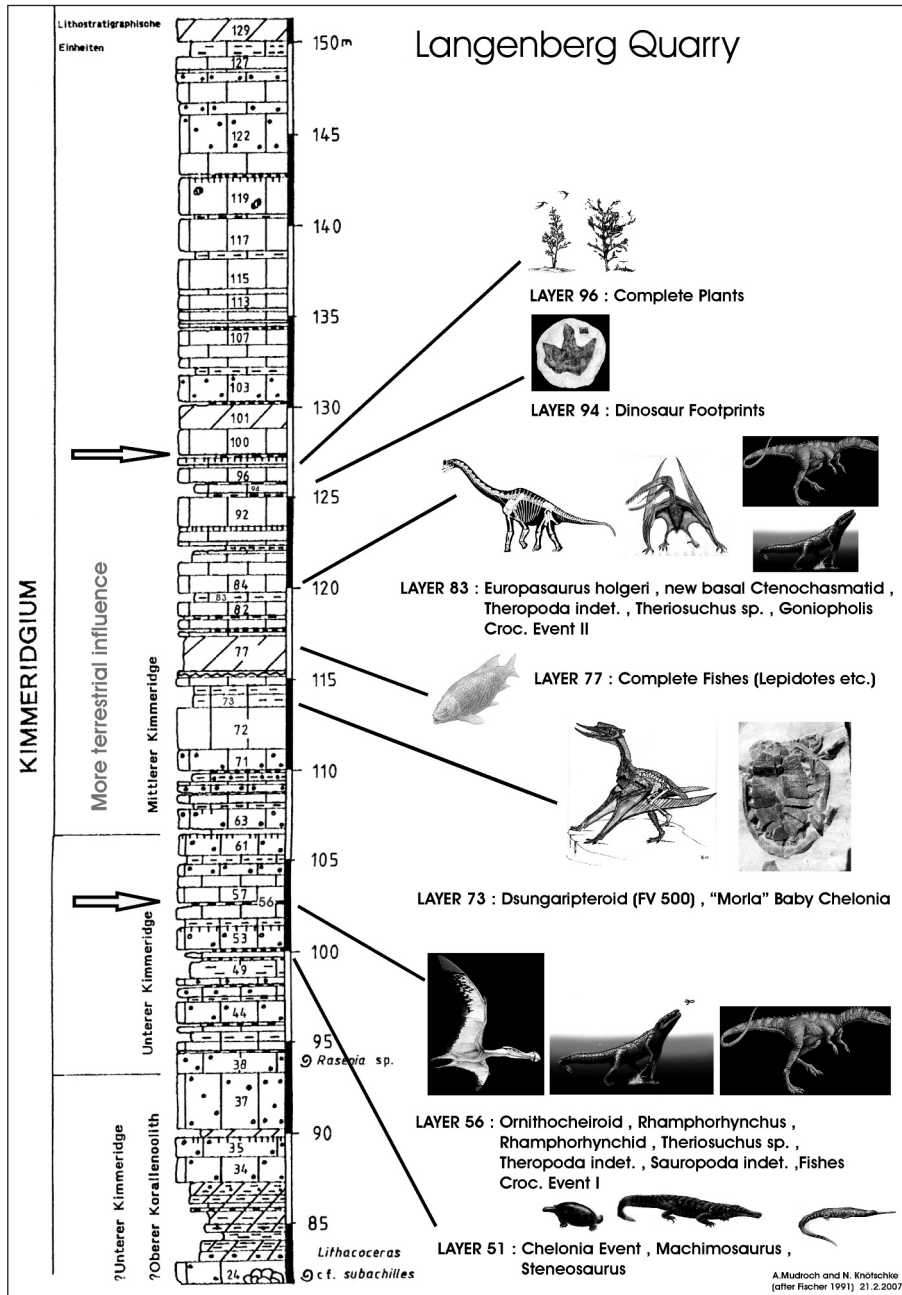 Langenberg Quarry
Lithostratigraphische
Einheiten
KIMMERIDGIUM
More terrestrial influence
Mittlerer Kimmeridge
Unterer Kimmeridge
?Unterer Kimmeridge
?Oberer Korallenoolith
129
127
122
119
117
115
113
107
103
101
100
96
94
92
84
83
82
77
73
72
71
63
61
57
56
53
49
44
38
37
35
34
24
150m
145
140
135
130
125
120
115
110
105
100
95
90
85
Rasenia sp.
Lithacoceras
cf. subachilles
LAYER 96 : Complete Plants
LAYER 94 : Dinosaur Footprints
LAYER 83 : Europasaurus holgeri , new basal Ctenochasmatid ,
Theropoda indet. , Theriosuchus sp. , Goniopholis
Croc. Event II
LAYER 77 : Complete Fishes (Lepidotes etc.)
LAYER 73 : Dsungaripteroid (FV 500) , "Morla" Baby Chelonia
LAYER 56 : Ornithocheiroid , Rhamphorhynchus ,
Rhamphorhynchid , Theriosuchus sp. ,
Theropoda indet. , Sauropoda indet. ,Fishes
Croc. Event I
LAYER 51 : Chelonia Event , Machimosaurus ,
Steneosaurus
A.Mudroch and N. Knötschke
(after Fischer 1991) 21.2.2007